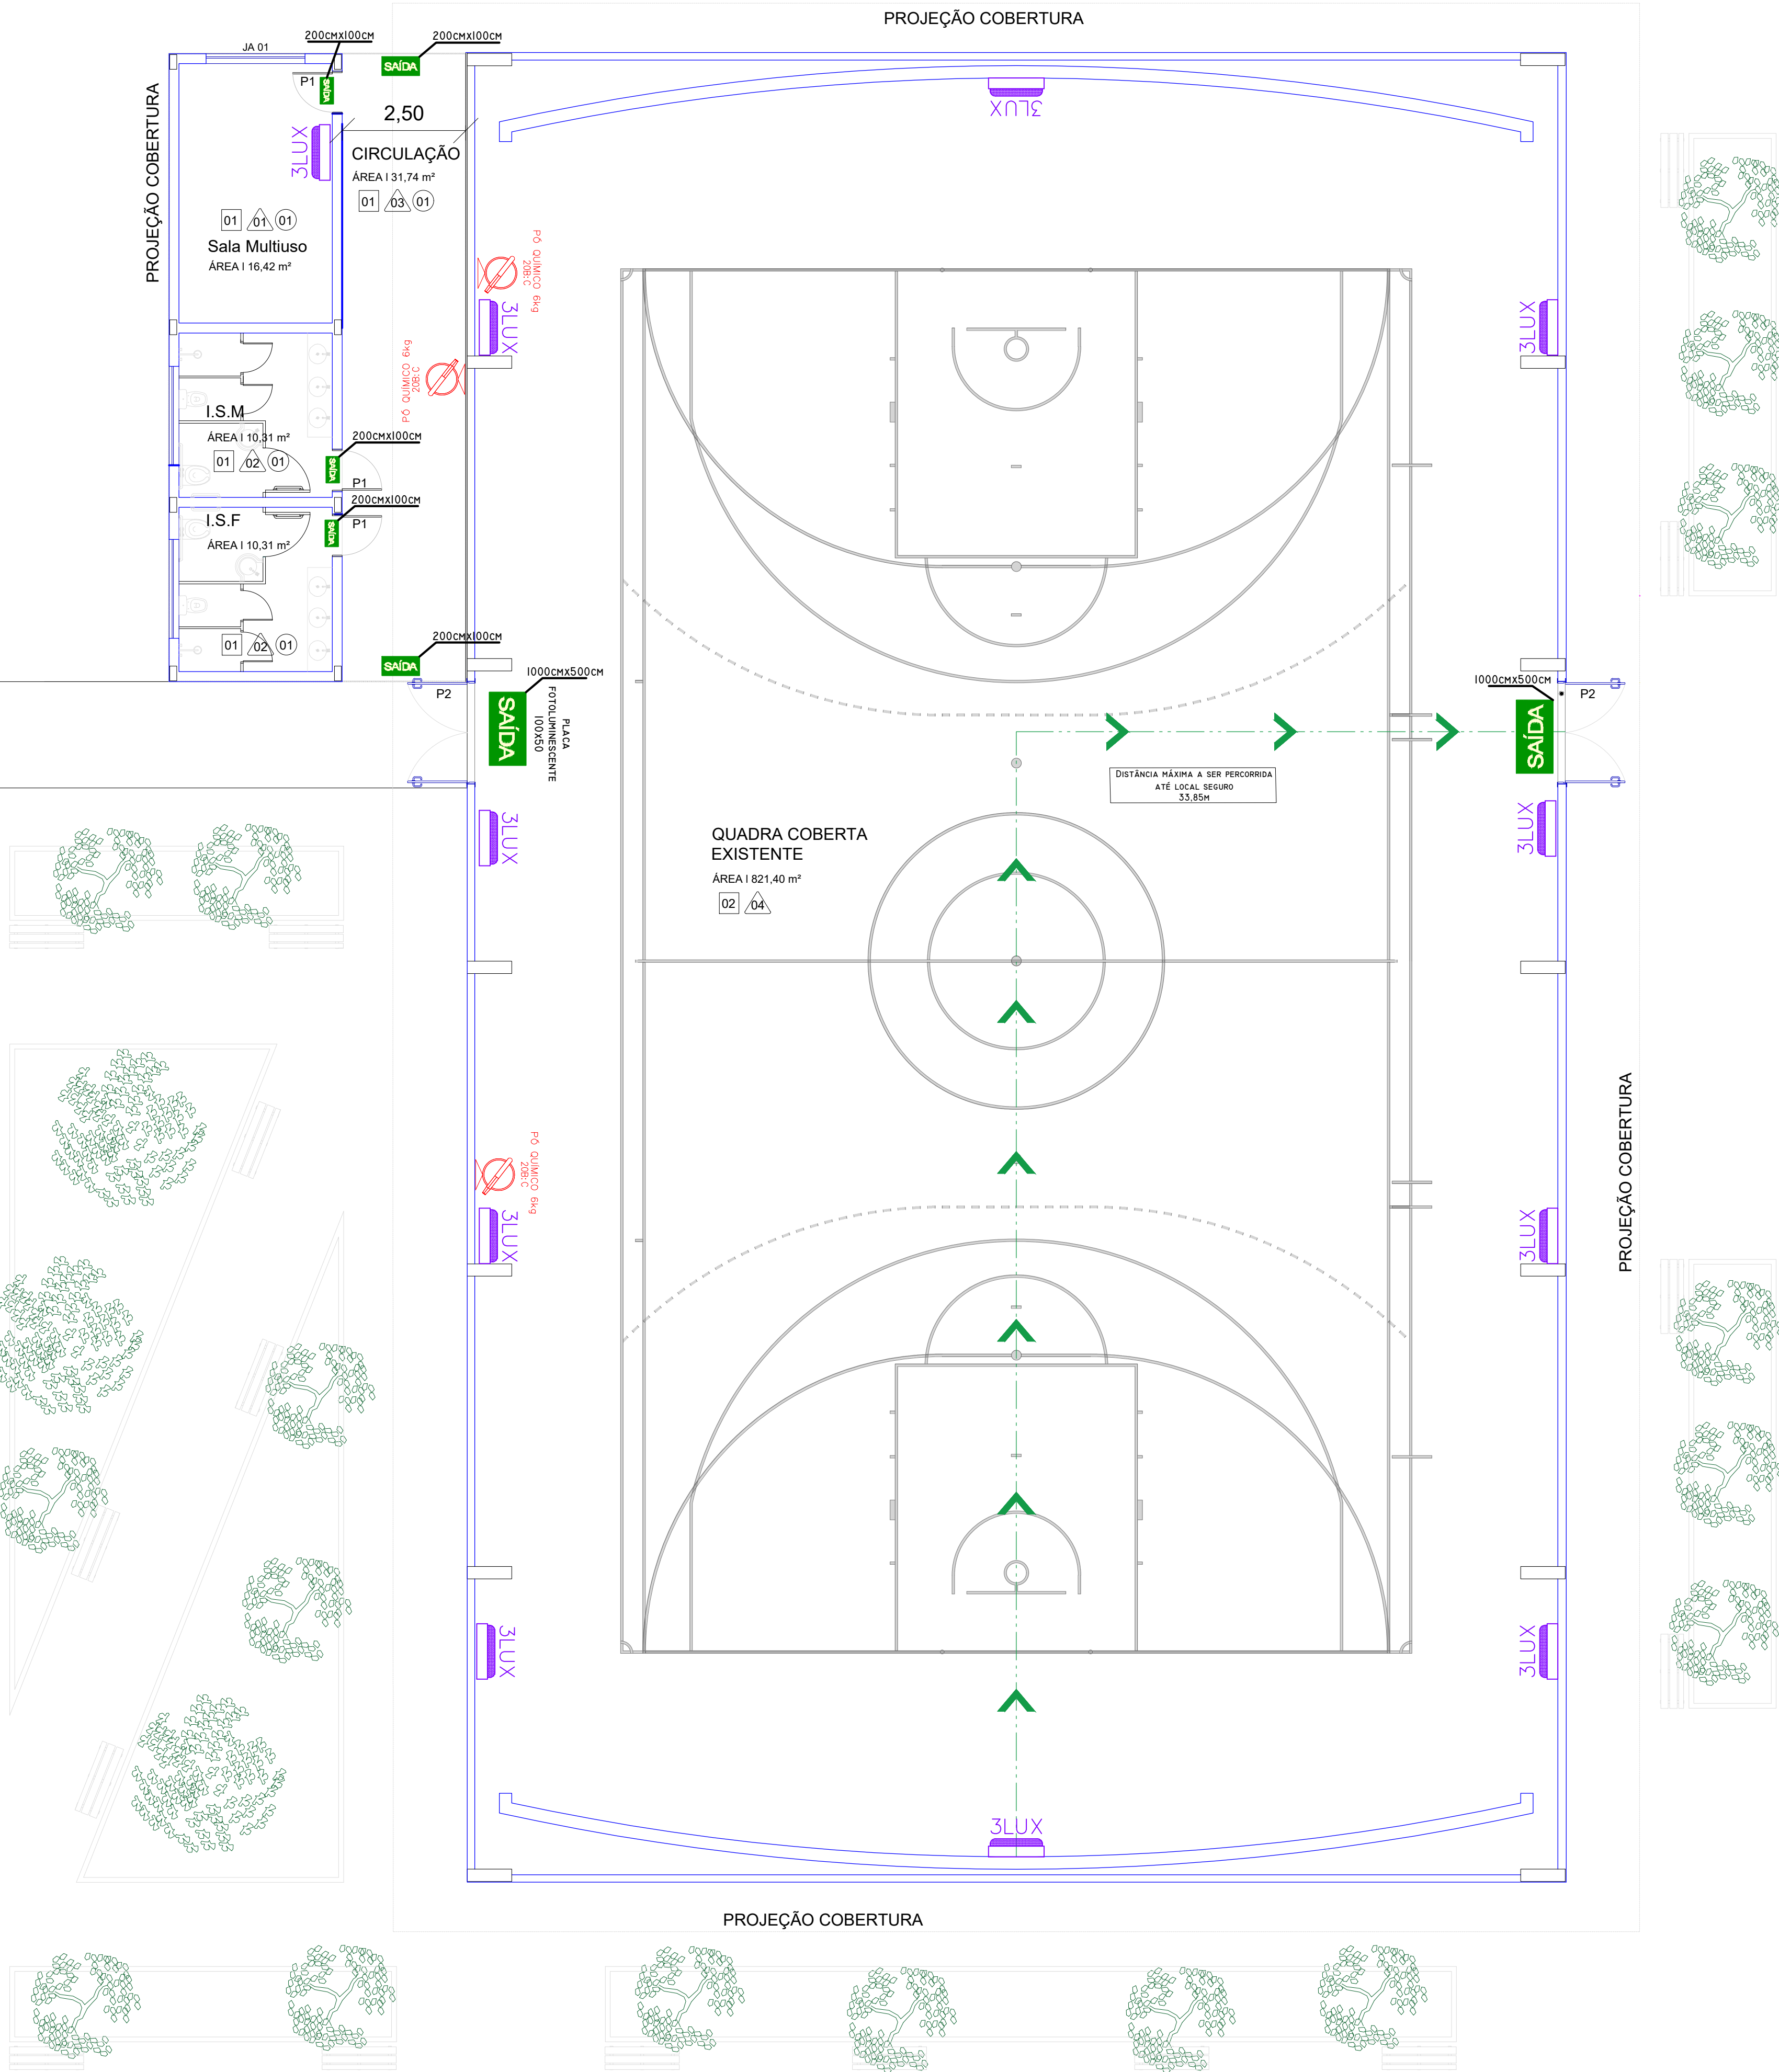 PROJEÇÃO COBERTURA
200CMX100CM
200CMX100CM
JA 01
SAÍDA
P1
SAÍDA
2,50
3LUX
3LUX
CIRCULAÇÃO
ÁREA | 31,74 m²
01 03 01
PROJEÇÃO COBERTURA
01 01 01
Sala Multiuso
ÁREA | 16,42 m²
PÓ QUÍMICO 6kg
20B:C
3LUX
3LUX
PÓ QUÍMICO 6kg
20B:C
I.S.M
ÁREA | 10,31 m²
01 02 01
200CMX100CM
SAÍDA
P1
200CMX100CM
SAÍDA
P1
I.S.F
ÁREA | 10,31 m²
01 02 01
200CMX100CM
SAÍDA
1000CMX500CM
P2
SAÍDA
PLACA
FOTOLUMINESCENTE
100X50
1000CMX500CM
P2
SAÍDA
DISTÂNCIA MÁXIMA A SER PERCORRIDA
ATÉ LOCAL SEGURO
33,85M
3LUX
3LUX
QUADRA COBERTA
EXISTENTE
ÁREA | 821,40 m²
02 04
PROJEÇÃO COBERTURA
PÓ QUÍMICO 6kg
20B:C
3LUX
3LUX
3LUX
3LUX
3LUX
PROJEÇÃO COBERTURA